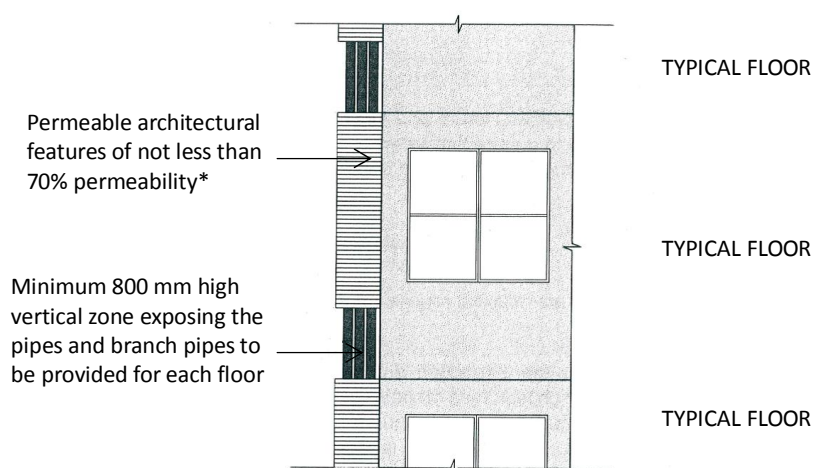 TYPICAL FLOOR
Permeable architectural
features of not less than
70% permeability*
TYPICAL FLOOR
Minimum 800 mm high
vertical zone exposing the
pipes and branch pipes to
be provided for each floor
TYPICAL FLOOR